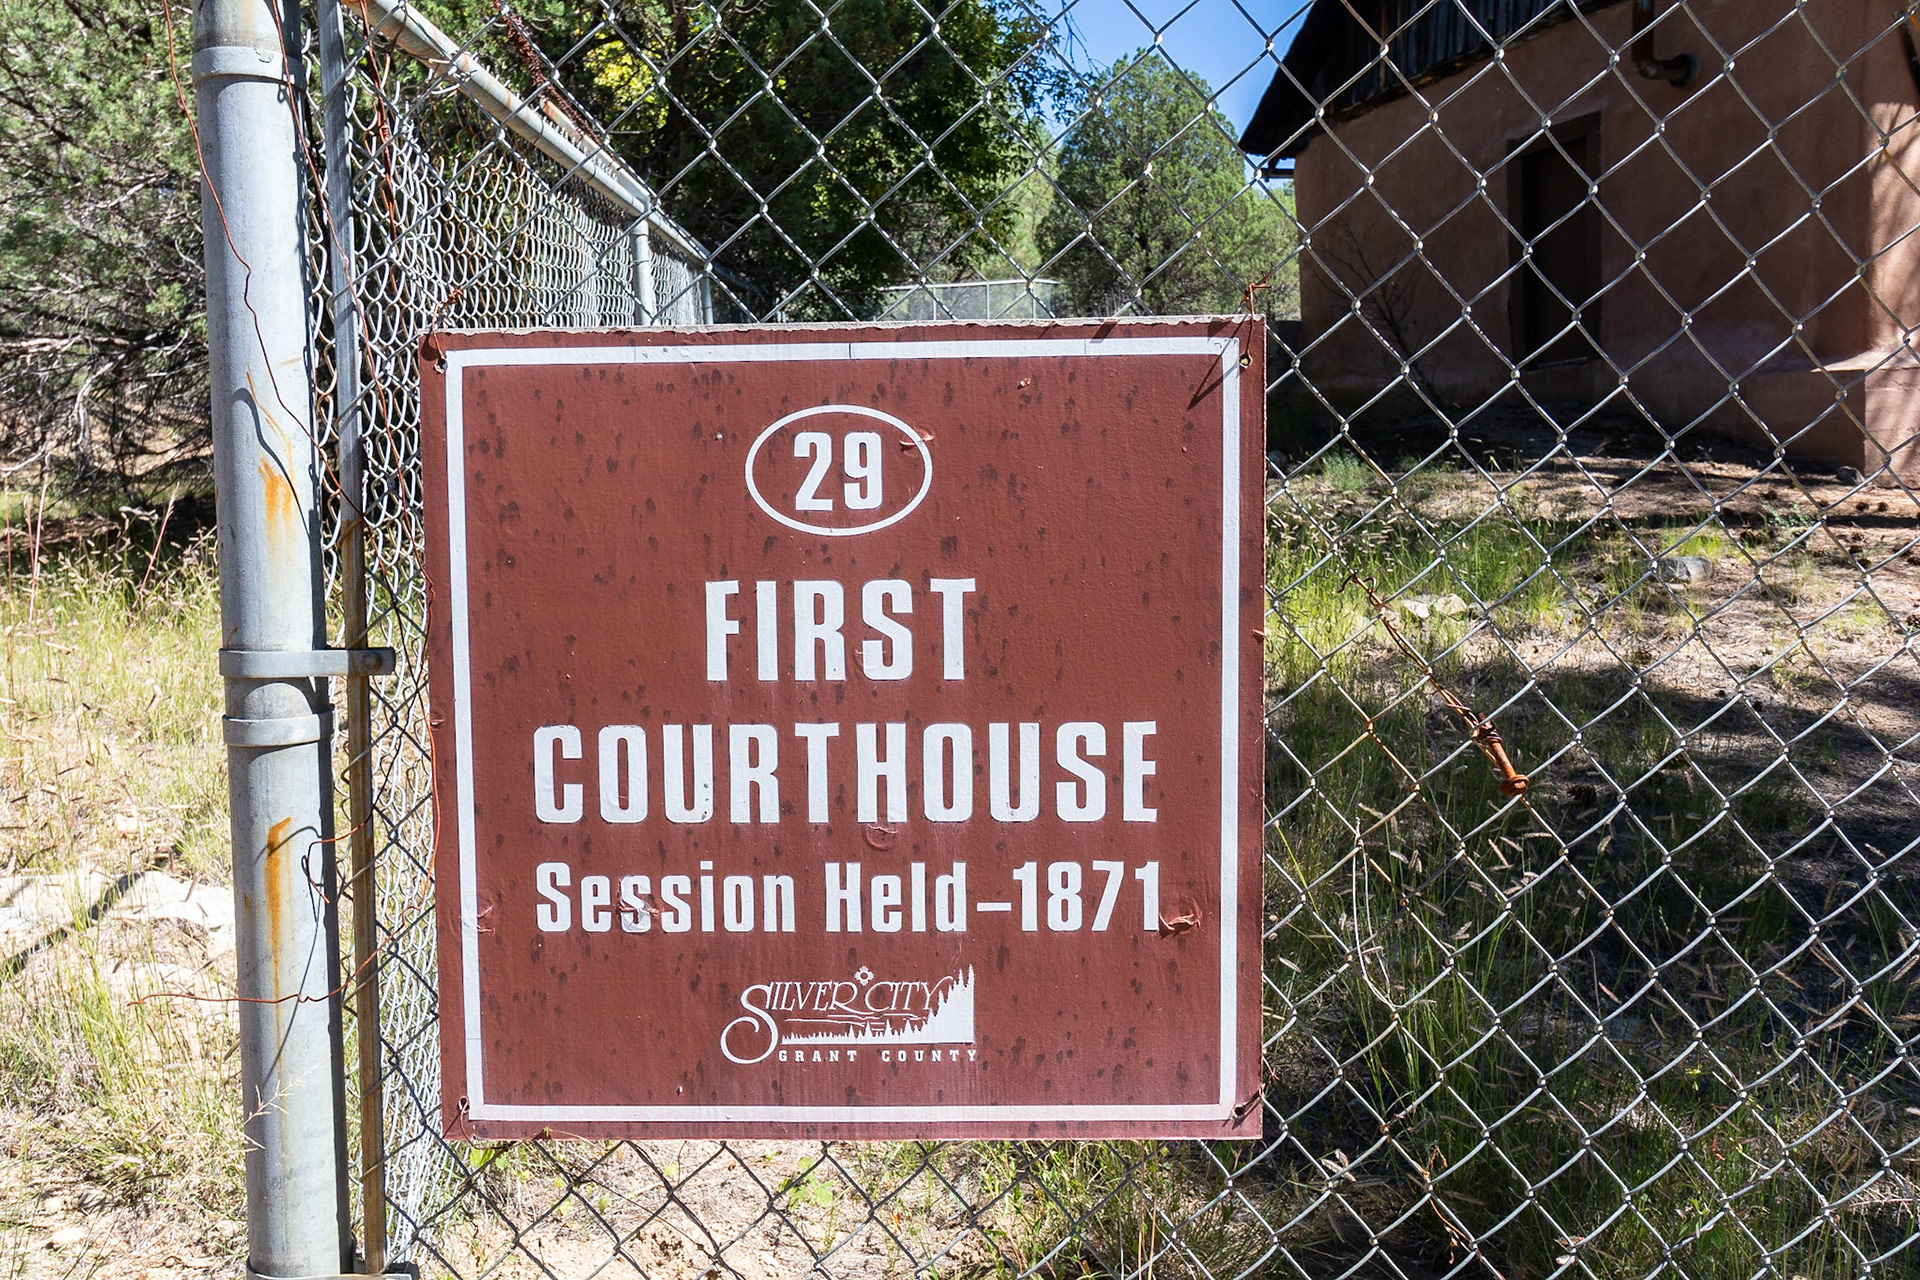 29
FIRST
COURTHOUSE
Session Held–1871
SILVER CITY
GRANT COUNTY